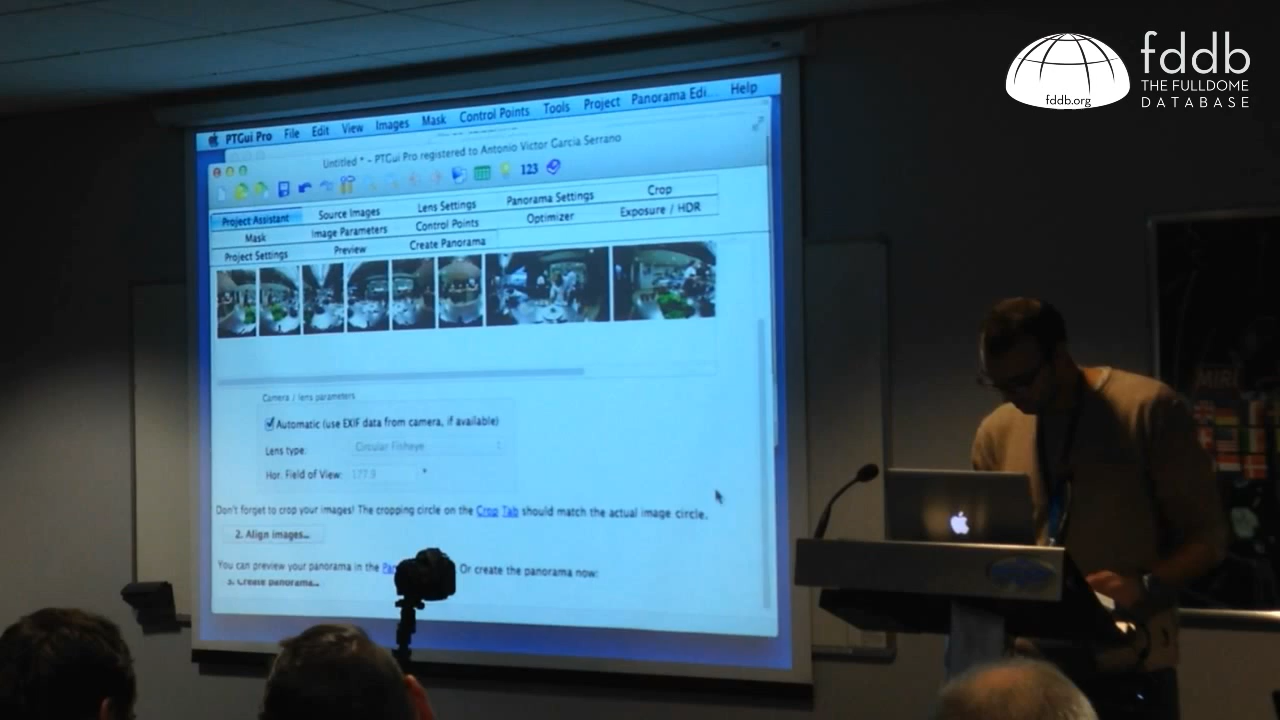 fddb
THE FULLDOME
DATABASE
fddb.org
PTGui Pro File Edit View Images Mask Control Points Tools Project Panorama Edi... Help
Untitled * - PTGui Pro registered to Antonio Victor Garcia Serrano
123
Project Assistant Source Images Lens Settings Panorama Settings Crop
Mask Image Parameters Control Points Optimizer Exposure / HDR
Project Settings Preview Create Panorama
Camera / lens parameters
Automatic (use EXIF data from camera, if available)
Lens type: Circular Fisheye
Hor. Field of View: 177.9 °
Don't forget to crop your images! The cropping circle on the Crop Tab should match the actual image circle.
2. Align images...
You can preview your panorama in the Or create the panorama now:
3. Create panorama...
MIRI